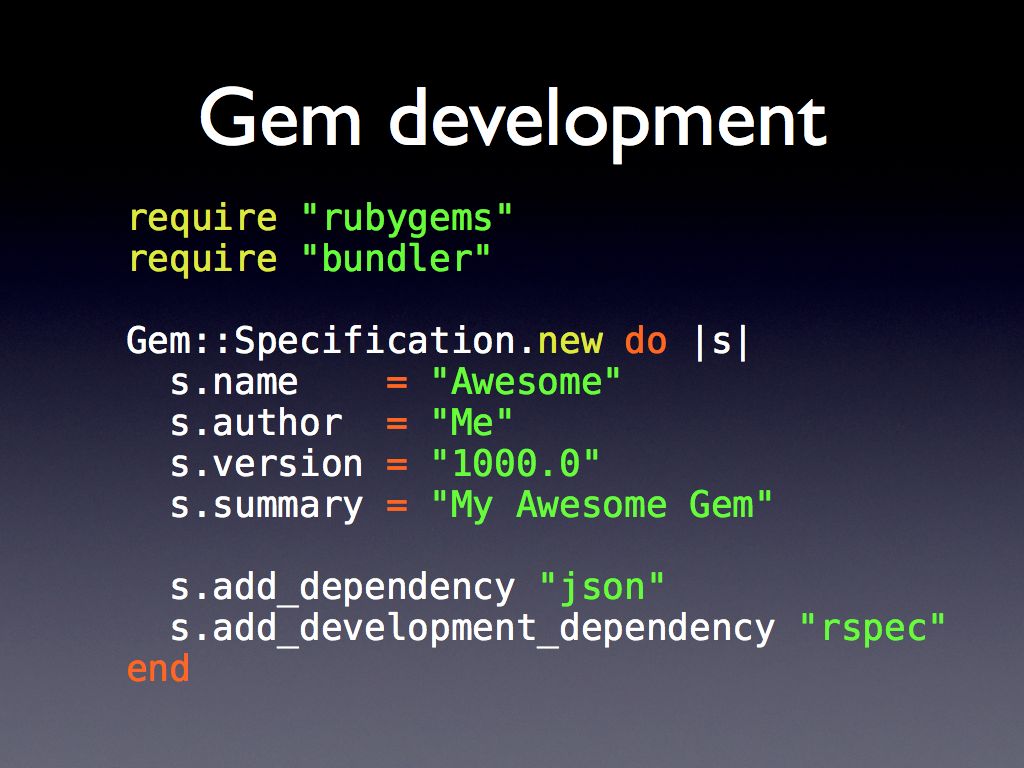 Gem development
require "rubygems"
require "bundler"
Gem::Specification.new do |s|
  s.name    = "Awesome"
  s.author  = "Me"
  s.version = "1000.0"
  s.summary = "My Awesome Gem"
  s.add_dependency "json"
  s.add_development_dependency "rspec"
end